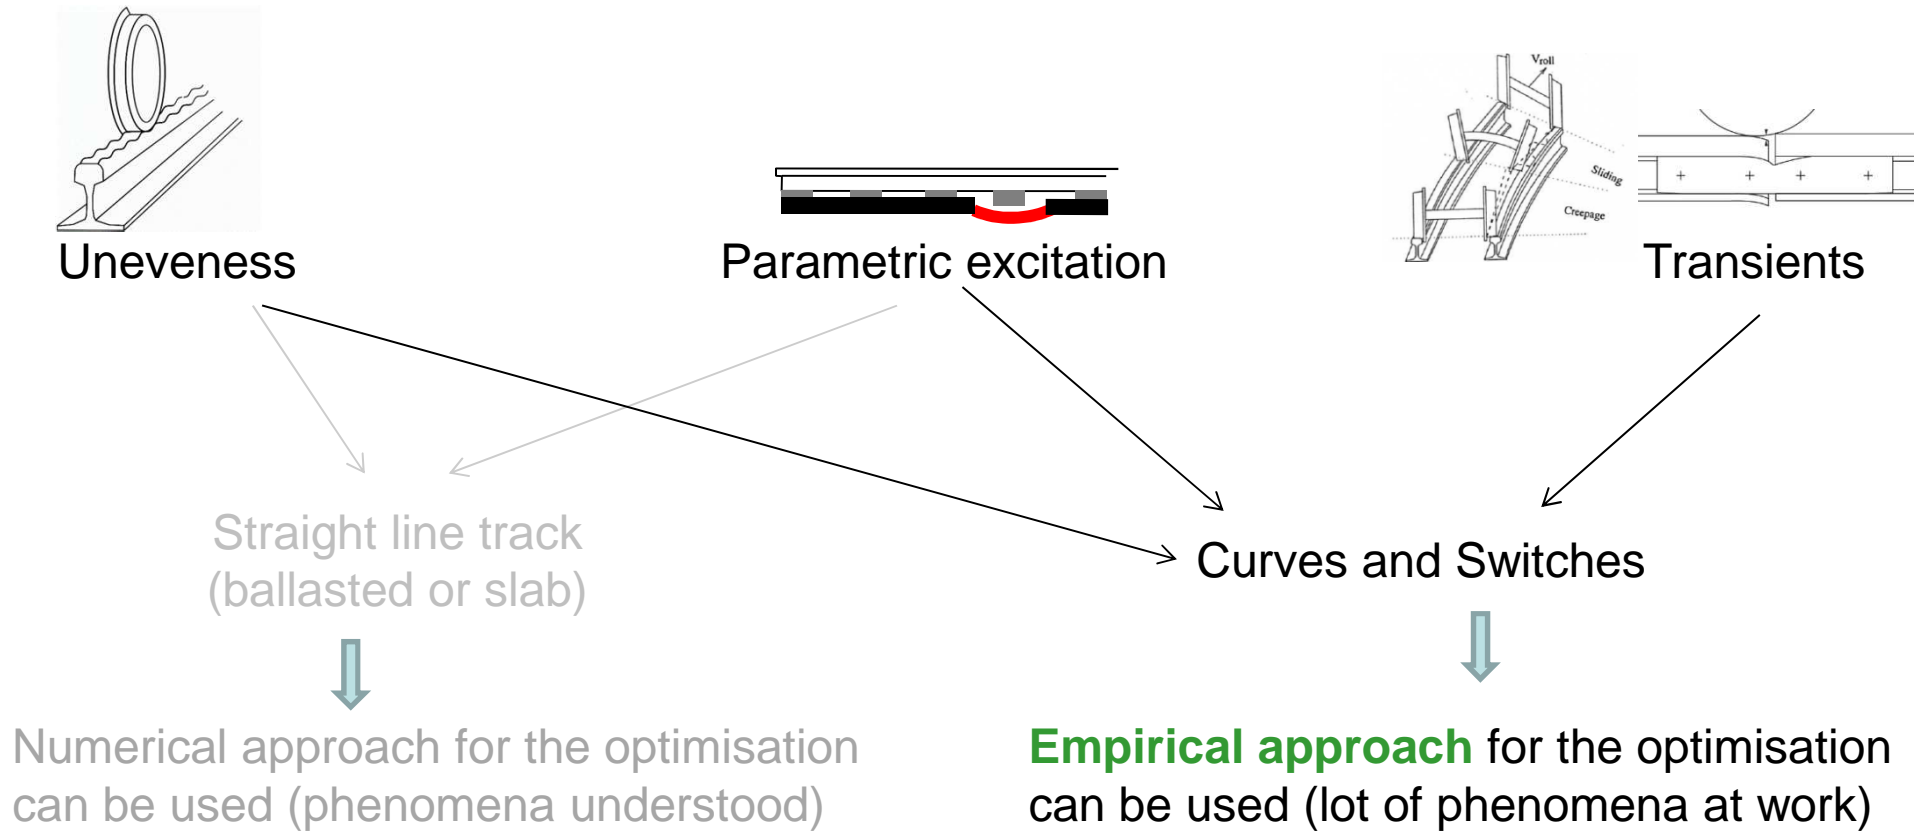 Vroll
Sliding
Creepage
Uneveness
Parametric excitation
Transients
Straight line track
(ballasted or slab)
Curves and Switches
Numerical approach for the optimisation
can be used (phenomena understood)
Empirical approach for the optimisation
can be used (lot of phenomena at work)